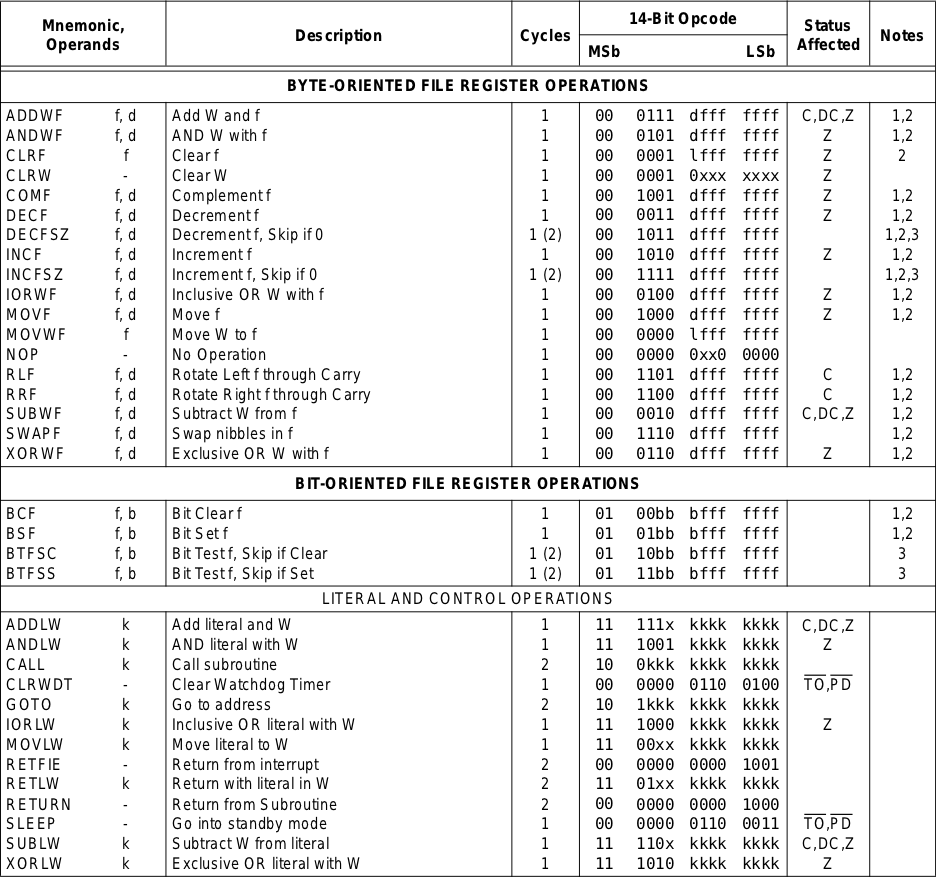 Mnemonic, Operands Description Cycles 14-Bit Opcode Status Affected Notes
MSb LSb
BYTE-ORIENTED FILE REGISTER OPERATIONS
ADDWF f, d Add W and f 1 00 0111 dfff ffff C,DC,Z 1,2
ANDWF f, d AND W with f 1 00 0101 dfff ffff Z 1,2
CLRF f Clear f 1 00 0001 lfff ffff Z 2
CLRW - Clear W 1 00 0001 0xxx xxxx Z
COMF f, d Complement f 1 00 1001 dfff ffff Z 1,2
DECF f, d Decrement f 1 00 0011 dfff ffff Z 1,2
DECFSZ f, d Decrement f, Skip if 0 1 (2) 00 1011 dfff ffff 1,2,3
INCF f, d Increment f 1 00 1010 dfff ffff Z 1,2
INCFSZ f, d Increment f, Skip if 0 1 (2) 00 1111 dfff ffff 1,2,3
IORWF f, d Inclusive OR W with f 1 00 0100 dfff ffff Z 1,2
MOVF f, d Move f 1 00 1000 dfff ffff Z 1,2
MOVWF f Move W to f 1 00 0000 lfff ffff
NOP - No Operation 1 00 0000 0xx0 0000
RLF f, d Rotate Left f through Carry 1 00 1101 dfff ffff C 1,2
RRF f, d Rotate Right f through Carry 1 00 1100 dfff ffff C 1,2
SUBWF f, d Subtract W from f 1 00 0010 dfff ffff C,DC,Z 1,2
SWAPF f, d Swap nibbles in f 1 00 1110 dfff ffff 1,2
XORWF f, d Exclusive OR W with f 1 00 0110 dfff ffff Z 1,2
BIT-ORIENTED FILE REGISTER OPERATIONS
BCF f, b Bit Clear f 1 01 00bb bfff ffff 1,2
BSF f, b Bit Set f 1 01 01bb bfff ffff 1,2
BTFSC f, b Bit Test f, Skip if Clear 1 (2) 01 10bb bfff ffff 3
BTFSS f, b Bit Test f, Skip if Set 1 (2) 01 11bb bfff ffff 3
LITERAL AND CONTROL OPERATIONS
ADDLW k Add literal and W 1 11 111x kkkk kkkk C,DC,Z
ANDLW k AND literal with W 1 11 1001 kkkk kkkk Z
CALL k Call subroutine 2 10 0kkk kkkk kkkk
CLRWDT - Clear Watchdog Timer 1 00 0000 0110 0100 T̅O̅,P̅D̅
GOTO k Go to address 2 10 1kkk kkkk kkkk
IORLW k Inclusive OR literal with W 1 11 1000 kkkk kkkk Z
MOVLW k Move literal to W 1 11 00xx kkkk kkkk
RETFIE - Return from interrupt 2 00 0000 0000 1001
RETLW k Return with literal in W 2 11 01xx kkkk kkkk
RETURN - Return from Subroutine 2 00 0000 0000 1000
SLEEP - Go into standby mode 1 00 0000 0110 0011 T̅O̅,P̅D̅
SUBLW k Subtract W from literal 1 11 110x kkkk kkkk C,DC,Z
XORLW k Exclusive OR literal with W 1 11 1010 kkkk kkkk Z